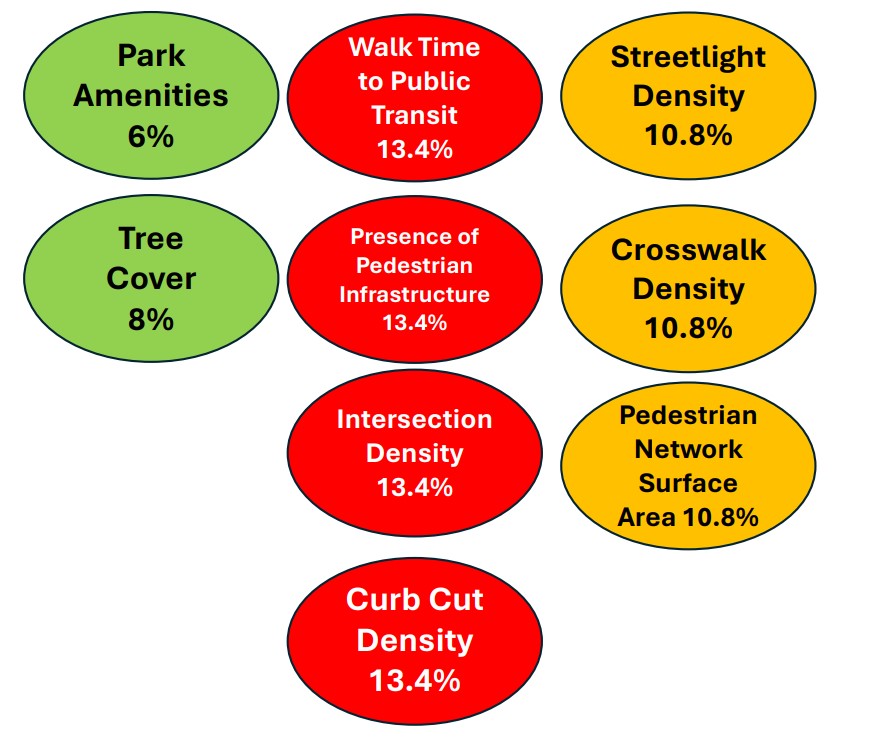 Park
Amenities
6%
Walk Time
to Public
Transit
13.4%
Streetlight
Density
10.8%
Tree
Cover
8%
Presence of
Pedestrian
Infrastructure
13.4%
Crosswalk
Density
10.8%
Intersection
Density
13.4%
Pedestrian
Network
Surface
Area 10.8%
Curb Cut
Density
13.4%